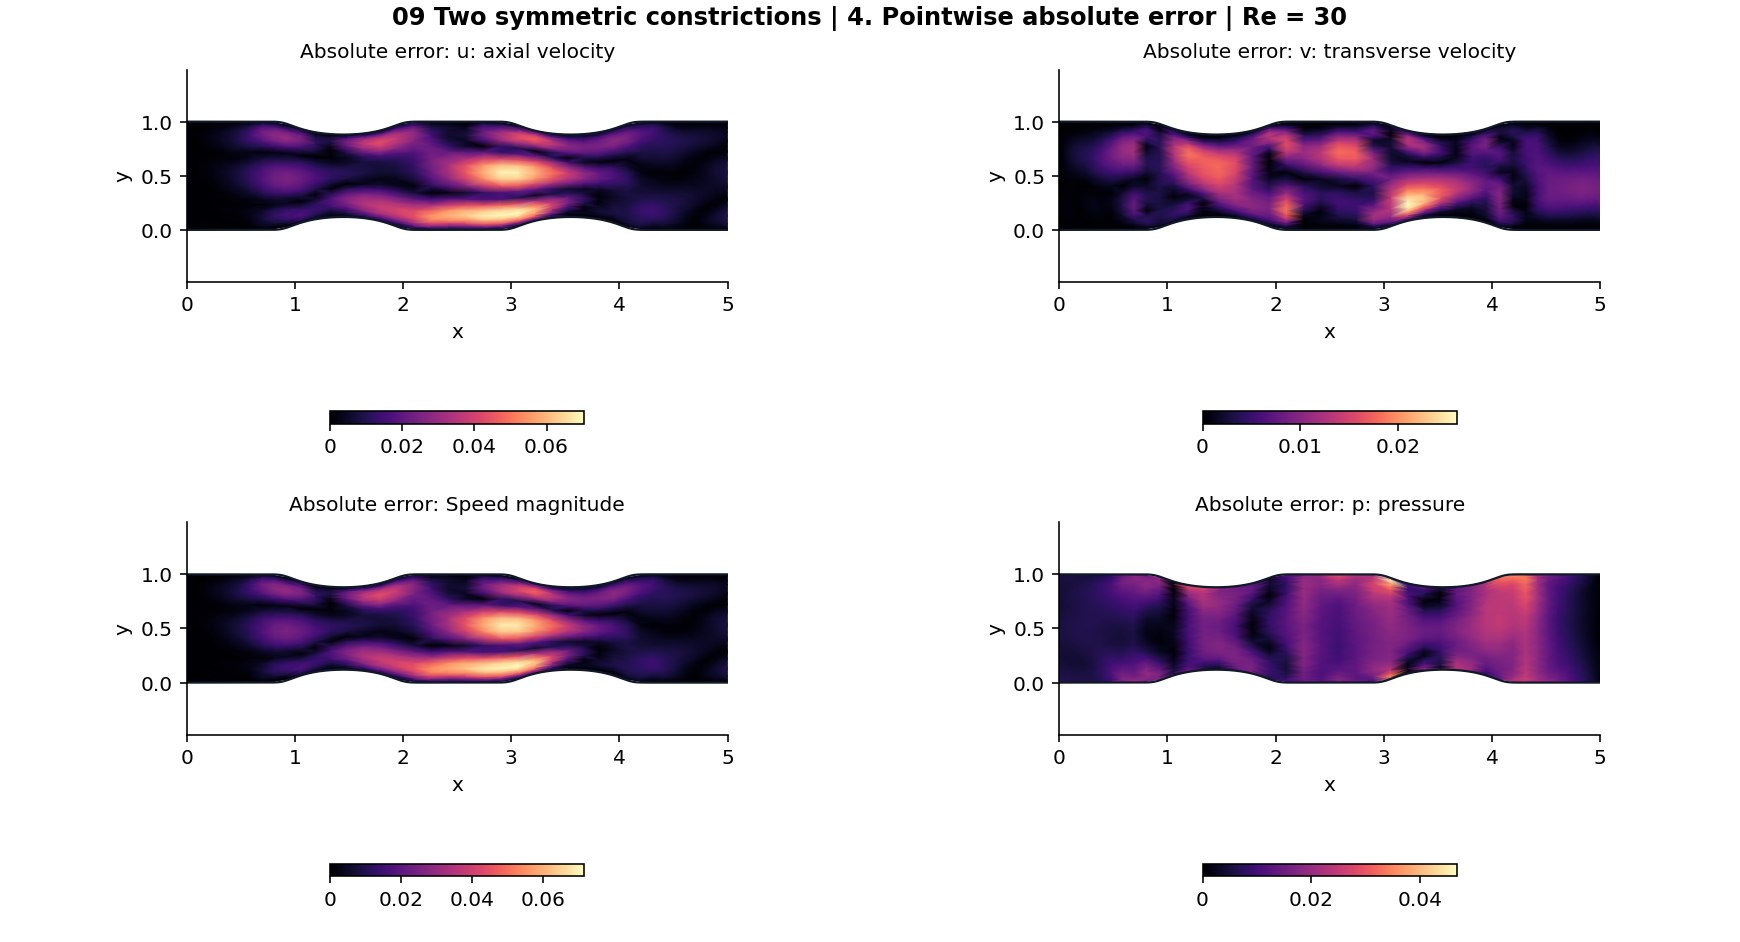 09 Two symmetric constrictions | 4. Pointwise absolute error | Re = 30
Absolute error: u: axial velocity
1.0
0.5
0.0
y
0 1 2 3 4 5
x
0 0.02 0.04 0.06
Absolute error: v: transverse velocity
1.0
0.5
0.0
y
0 1 2 3 4 5
x
0 0.01 0.02
Absolute error: Speed magnitude
1.0
0.5
0.0
y
0 1 2 3 4 5
x
0 0.02 0.04 0.06
Absolute error: p: pressure
1.0
0.5
0.0
y
0 1 2 3 4 5
x
0 0.02 0.04